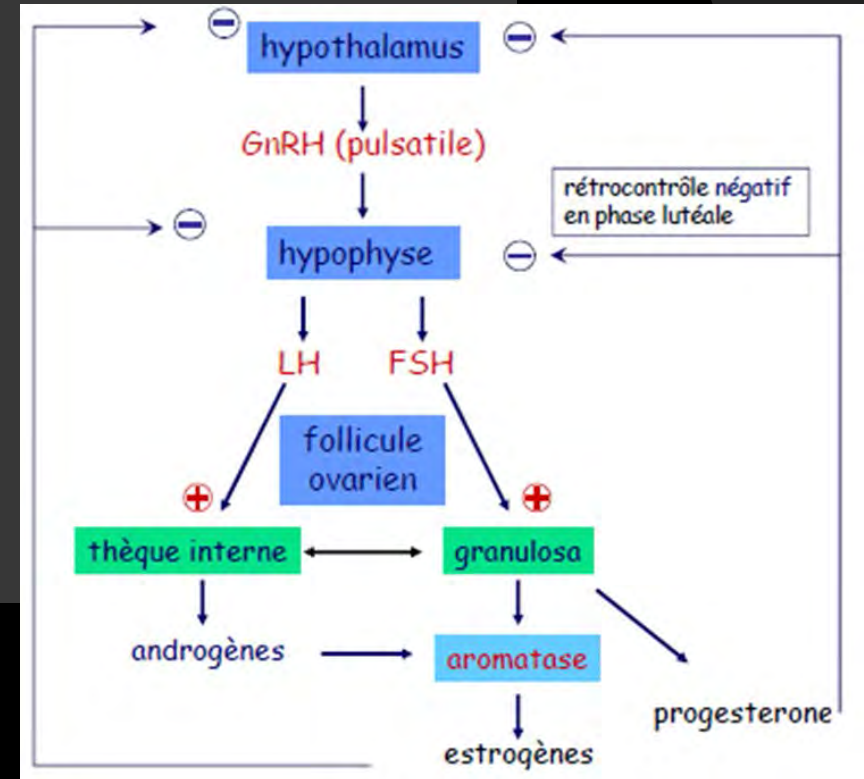 hypothalamus
GnRH (pulsatile)
rétrocontrôle négatif
en phase lutéale
hypophyse
LH
FSH
follicule
ovarien
thèque interne
granulosa
androgènes
aromatase
progesterone
estrogènes